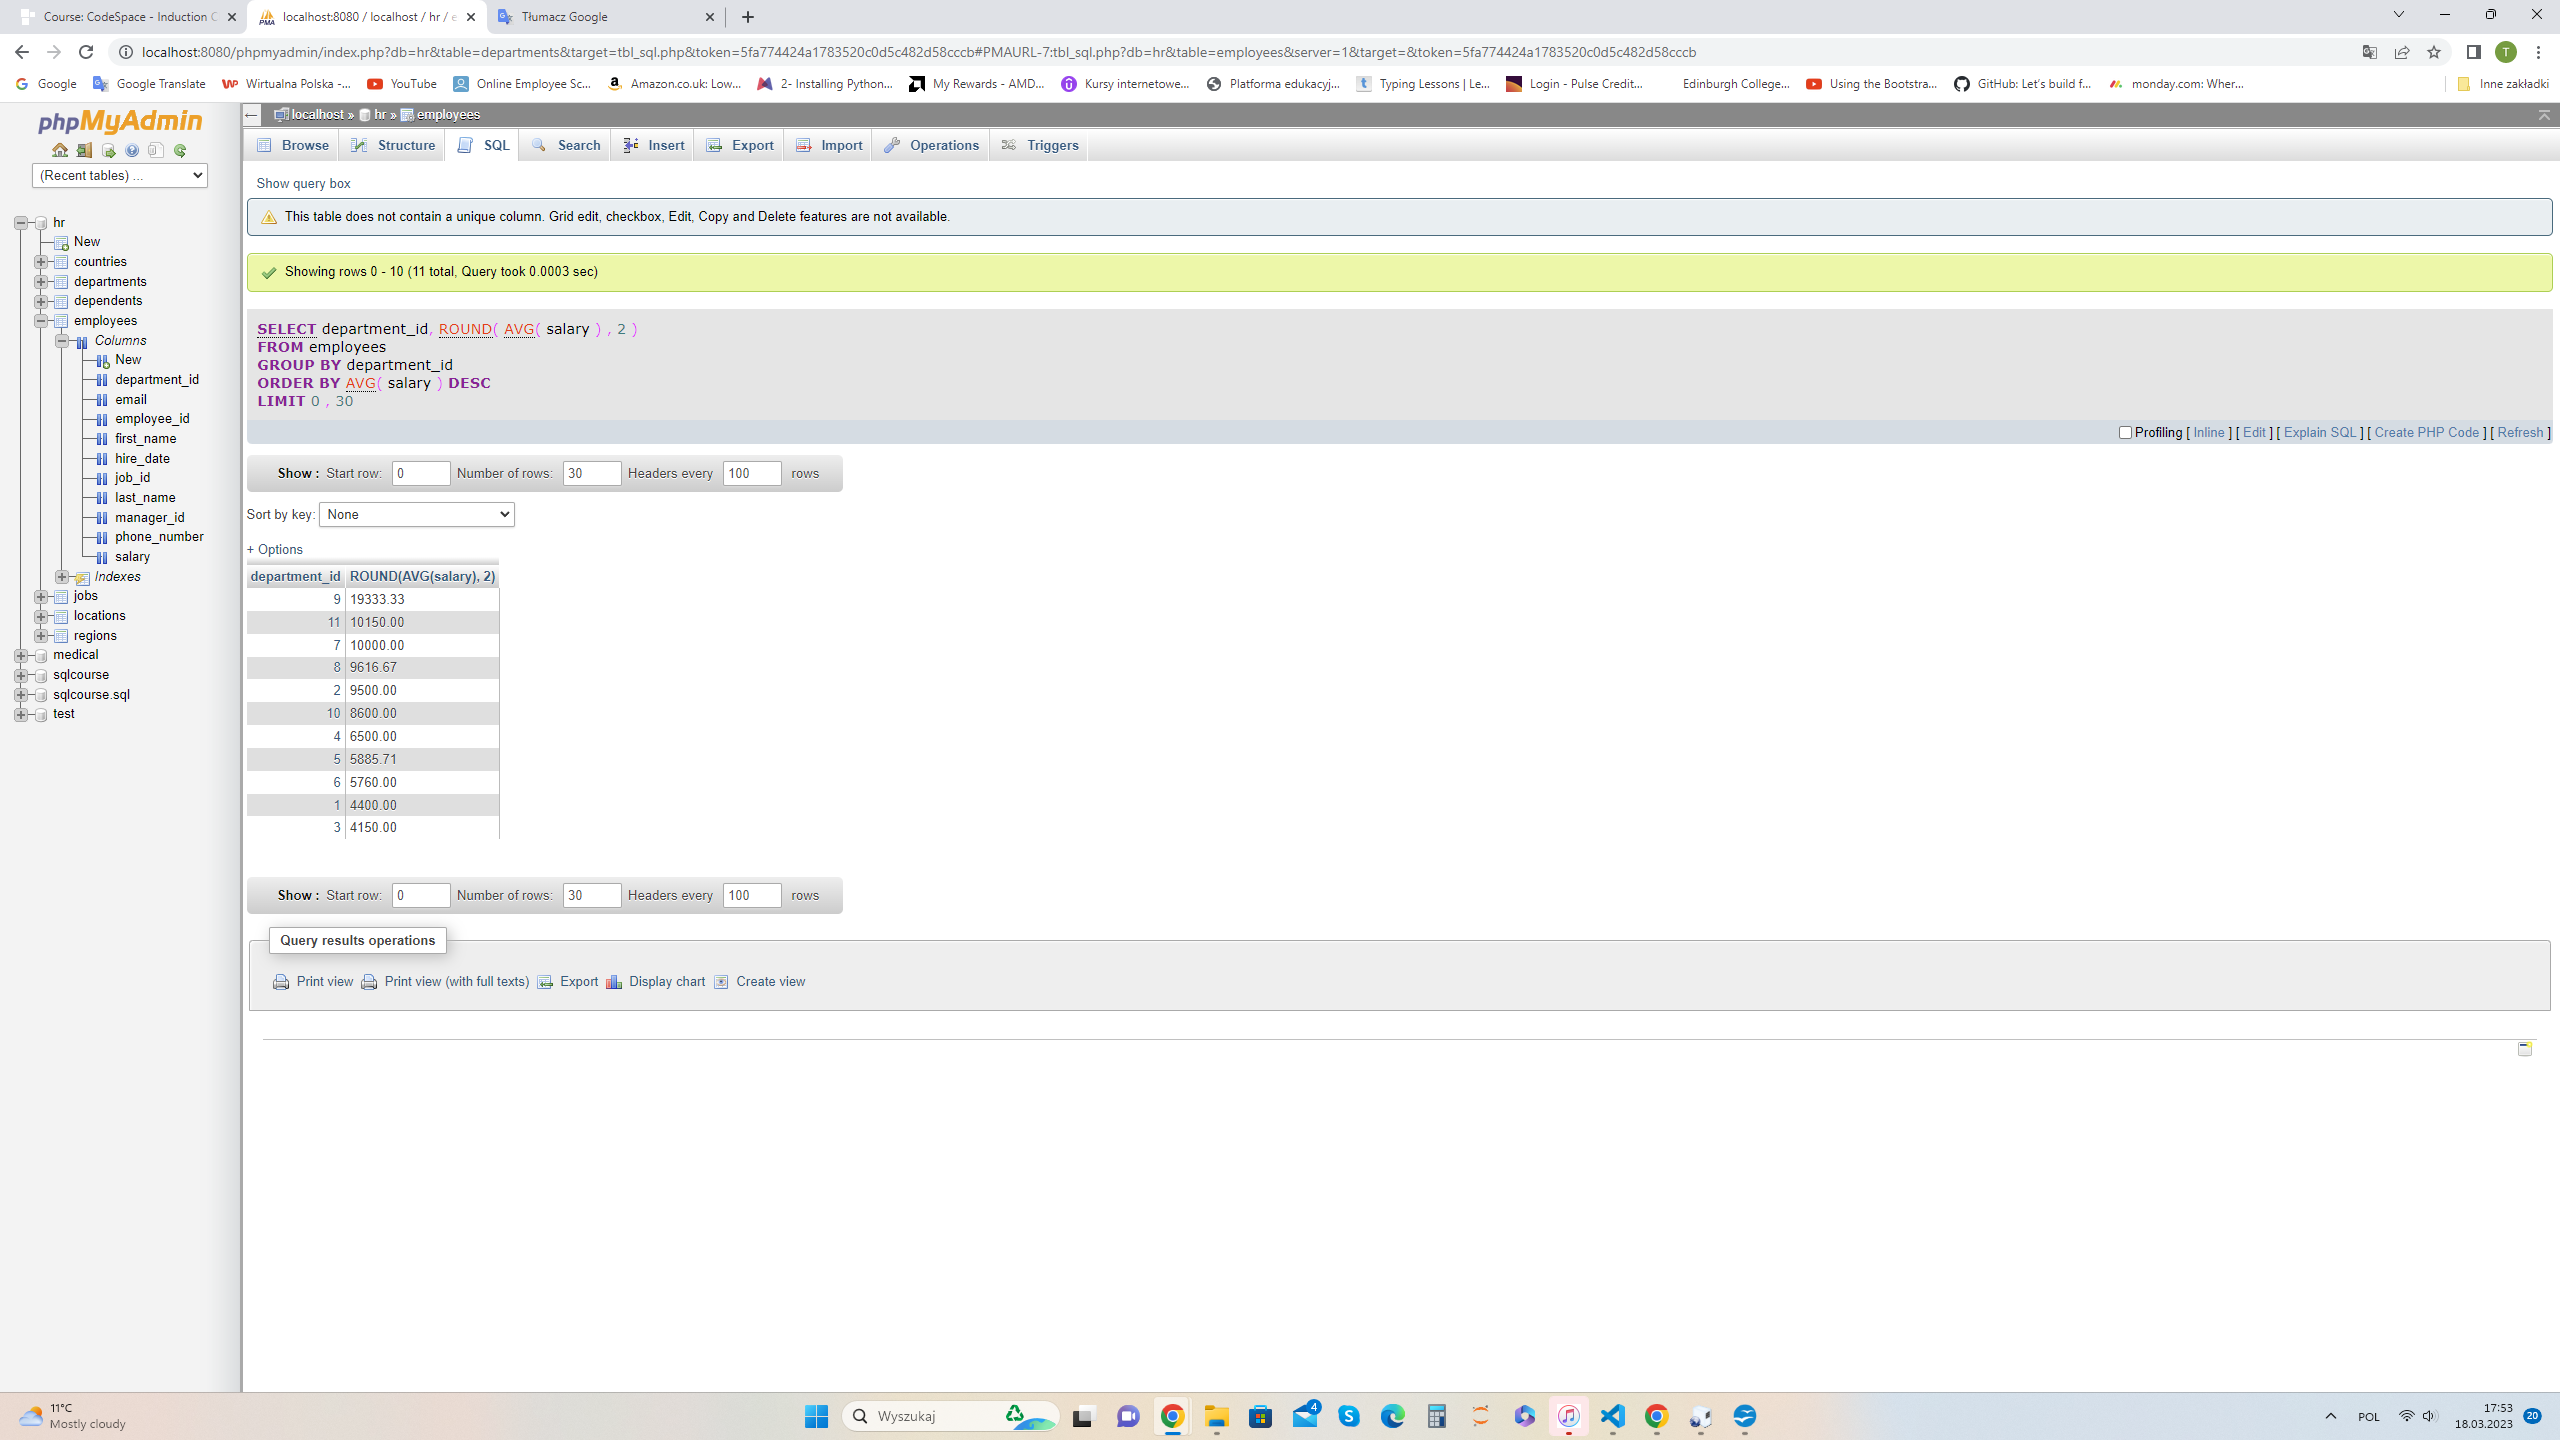 Course: CodeSpace - Induction C
localhost:8080 / localhost / hr / e
Tłumacz Google
localhost:8080/phpmyadmin/index.php?db=hr&table=departments&target=tbl_sql.php&token=5fa774424a1783520c0d5c482d58cccb#PMAURL-7:tbl_sql.php?db=hr&table=employees&server=1&target=&token=5fa774424a1783520c0d5c482d58cccb
T
Google
Google Translate
Wirtualna Polska -...
YouTube
Online Employee Sc...
Amazon.co.uk: Low...
2- Installing Python...
My Rewards - AMD...
Kursy internetowe...
Platforma edukacyj...
Typing Lessons | Le...
Login - Pulse Credit...
Edinburgh College...
Using the Bootstra...
GitHub: Let's build f...
monday.com: Wher...
Inne zakładki
phpMyAdmin
(Recent tables) ...
hr
New
countries
departments
dependents
employees
Columns
New
department_id
email
employee_id
first_name
hire_date
job_id
last_name
manager_id
phone_number
salary
Indexes
jobs
locations
regions
medical
sqlcourse
sqlcourse.sql
test
localhost » hr » employees
Browse Structure SQL Search Insert Export Import Operations Triggers
Show query box
This table does not contain a unique column. Grid edit, checkbox, Edit, Copy and Delete features are not available.
Showing rows 0 - 10 (11 total, Query took 0.0003 sec)
SELECT department_id, ROUND( AVG( salary ) , 2 )
FROM employees
GROUP BY department_id
ORDER BY AVG( salary ) DESC
LIMIT 0 , 30
Profiling [ Inline ] [ Edit ] [ Explain SQL ] [ Create PHP Code ] [ Refresh ]
Show : Start row: 0 Number of rows: 30 Headers every 100 rows
Sort by key: None
+ Options
department_id ROUND(AVG(salary), 2)
9 19333.33
11 10150.00
7 10000.00
8 9616.67
2 9500.00
10 8600.00
4 6500.00
5 5885.71
6 5760.00
1 4400.00
3 4150.00
Show : Start row: 0 Number of rows: 30 Headers every 100 rows
Query results operations
Print view Print view (with full texts) Export Display chart Create view
11°C
Mostly cloudy
Wyszukaj
4
POL
17:53
18.03.2023
20